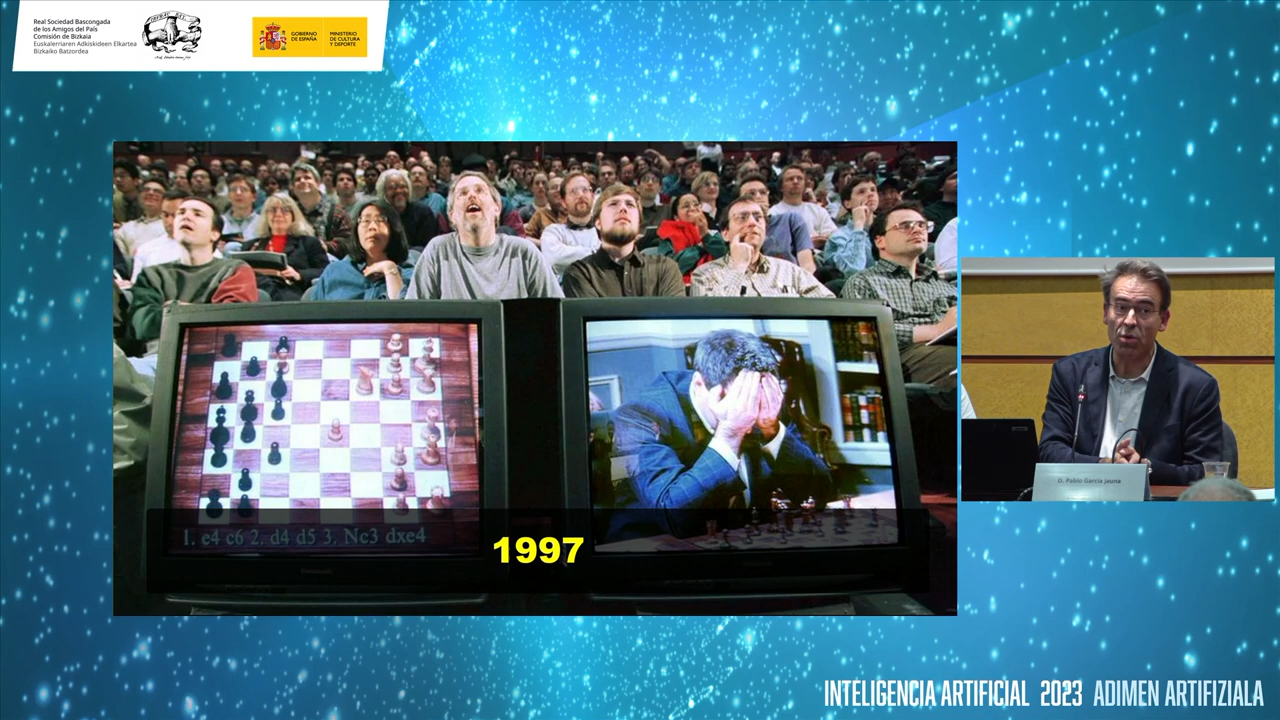 Real Sociedad Bascongada
de los Amigos del País
Comisión de Bizkaia
Euskalerriaren Adkiskideen Elkartea
Bizkaiko Batzordea
GOBIERNO
DE ESPAÑA
MINISTERIO
DE CULTURA
Y DEPORTE
1. e4 c6 2. d4 d5 3. Nc3 dxe4
1997
D. Pablo García jauna
INTELIGENCIA ARTIFICIAL 2023 ADIMEN ARTIFIZIALA